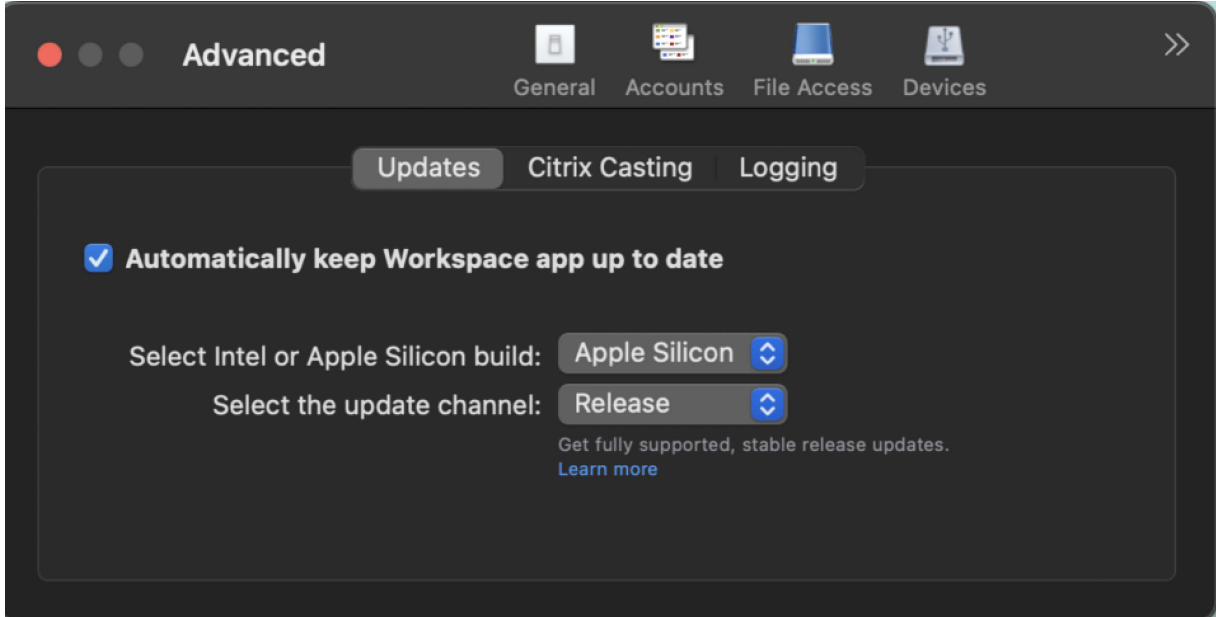 Advanced
General Accounts File Access Devices
Updates Citrix Casting Logging
Automatically keep Workspace app up to date
Select Intel or Apple Silicon build: Apple Silicon
Select the update channel: Release
Get fully supported, stable release updates.
Learn more